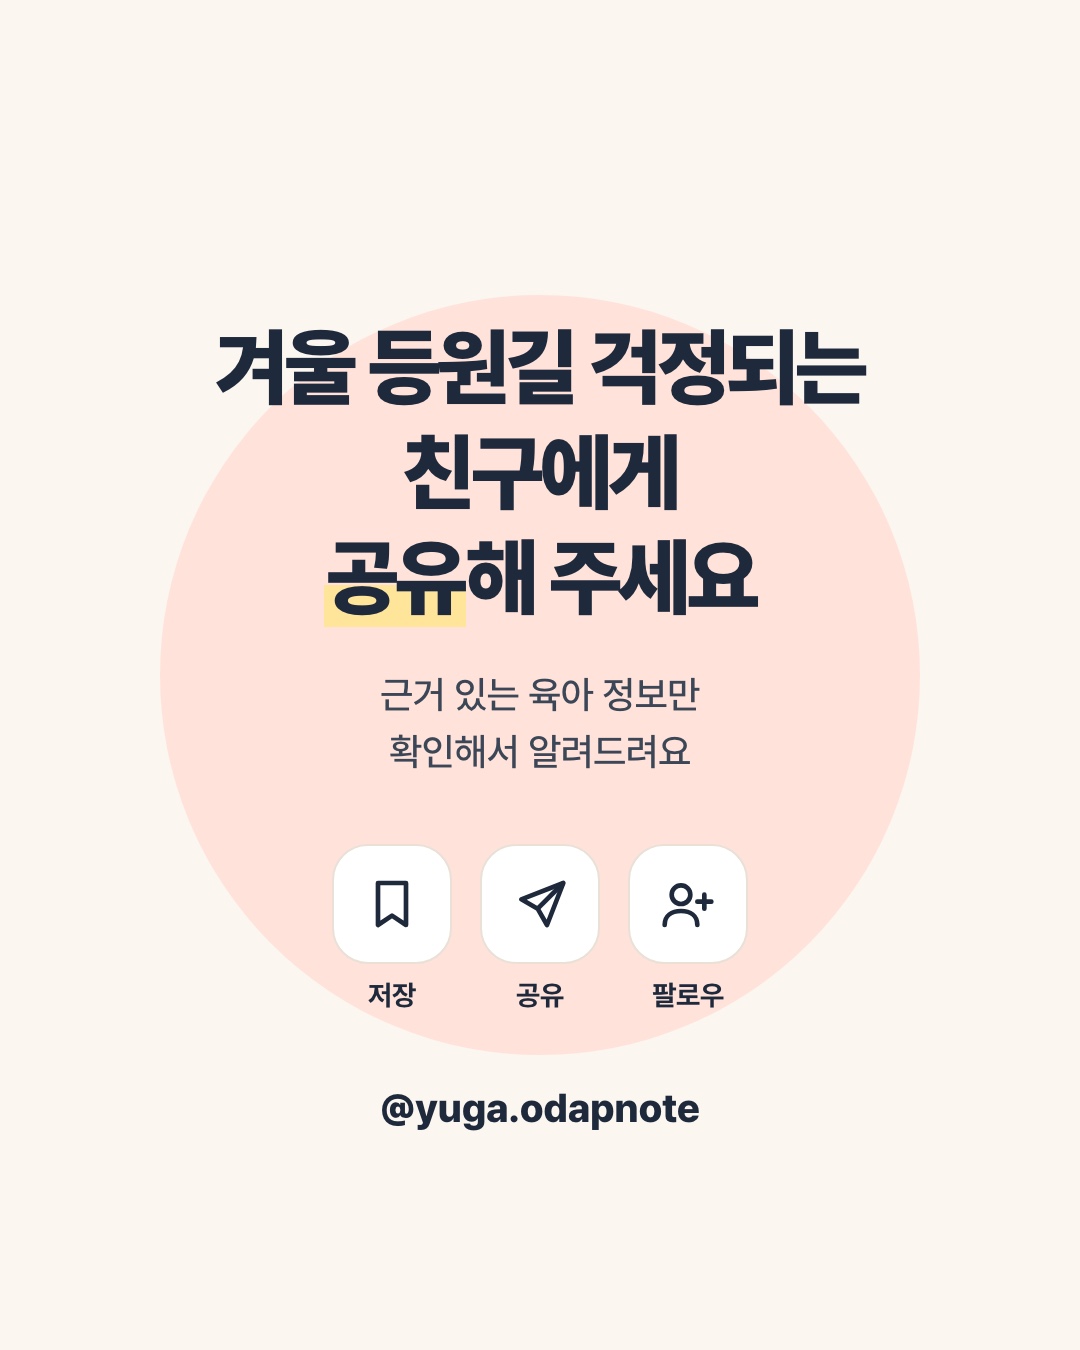 겨울 등원길 걱정되는
친구에게
공유해 주세요
근거 있는 육아 정보만
확인해서 알려드려요
저장 공유 팔로우
@yuga.odapnote